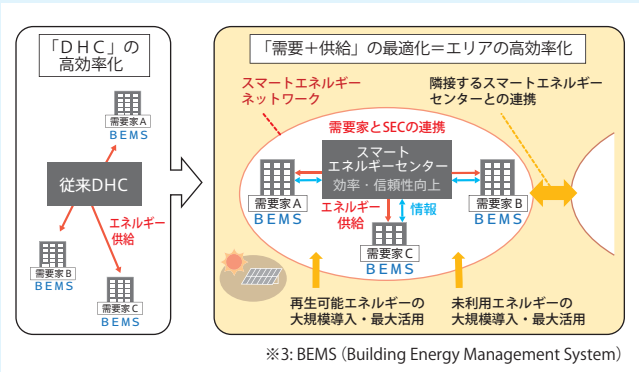 「DHC」の
高効率化
需要家A
BEMS
従来DHC
エネルギー
供給
需要家B
BEMS
需要家C
BEMS
「需要+供給」の最適化=エリアの高効率化
スマートエネルギー
ネットワーク
隣接するスマートエネルギー
センターとの連携
需要家とSECの連携
スマート
エネルギーセンター
効率・信頼性向上
需要家A
BEMS
エネルギー
供給
情報
需要家B
BEMS
需要家C
BEMS
再生可能エネルギーの
大規模導入・最大活用
未利用エネルギーの
大規模導入・最大活用
※3: BEMS (Building Energy Management System)